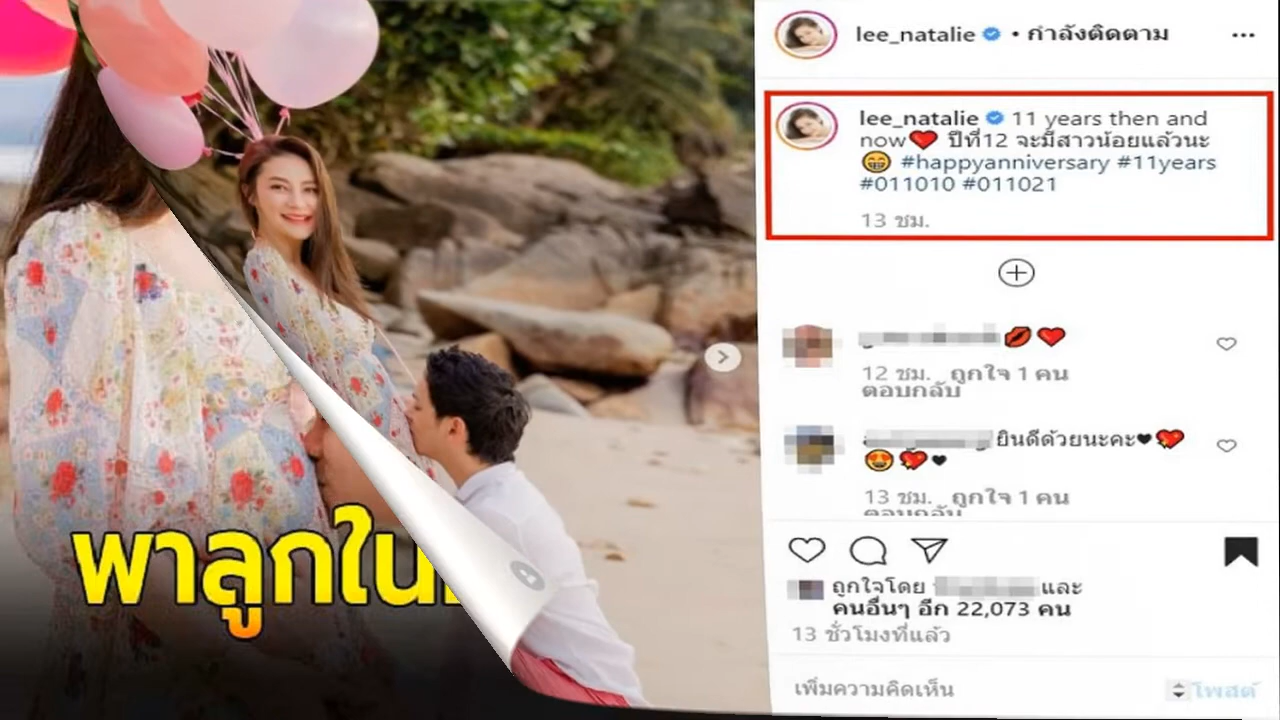 พาลูกใน
lee_natalie • กำลังติดตาม
lee_natalie 11 years then and
now❤️ ปีที่12 จะมีสาวน้อยแล้วนะ
😁 #happyanniversary #11years
#011010 #011021
13 ชม.
💋❤️
12 ชม. ถูกใจ 1 คน
ตอบกลับ
ยินดีด้วยนะคะ🖤💖
😍💖🖤
13 ชม. ถูกใจ 1 คน
ตอบกลับ
ถูกใจโดย และ
คนอื่นๆ อีก 22,073 คน
13 ชั่วโมงที่แล้ว
เพิ่มความคิดเห็น
โพสต์